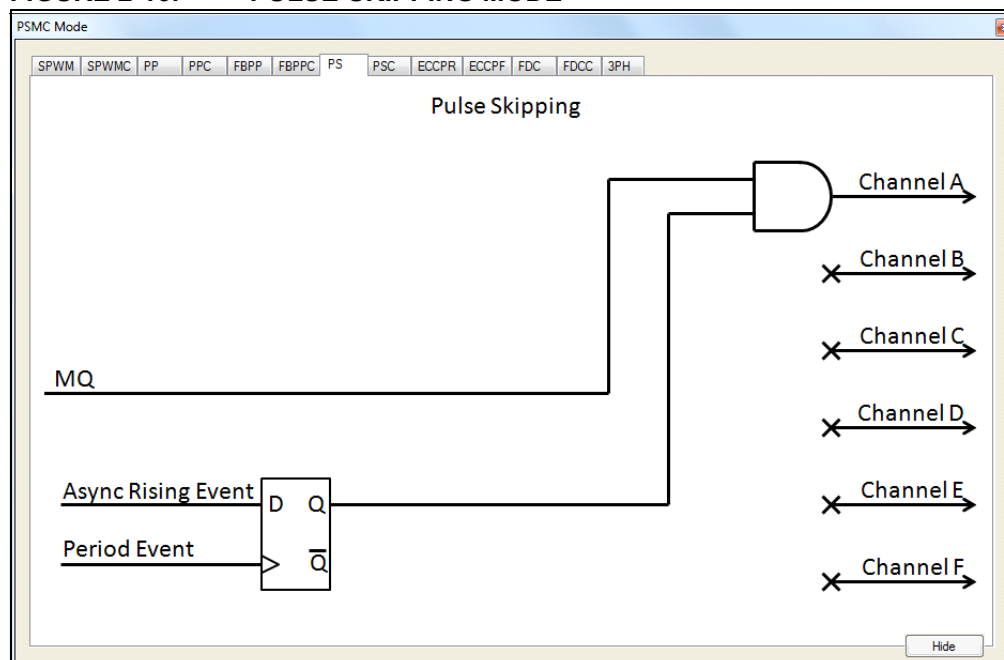 PSMC Mode
SPWM SPWMC PP PPC FBPP FBPPC PS PSC ECCPR ECCPF FDC FDCC 3PH
Pulse Skipping
Channel A
Channel B
Channel C
MQ
Channel D
Async Rising Event
D Q
Channel E
Period Event
Q
Channel F
Hide